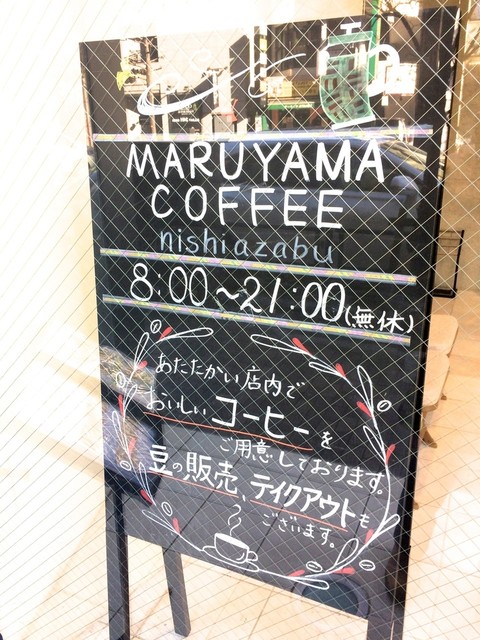 MARUYAMA
COFFEE
nishiazabu
8:00〜21:00(無休)
あたたかい店内で
おいしいコーヒーを
ご用意しております。
豆の販売、テイクアウトも
ございます。